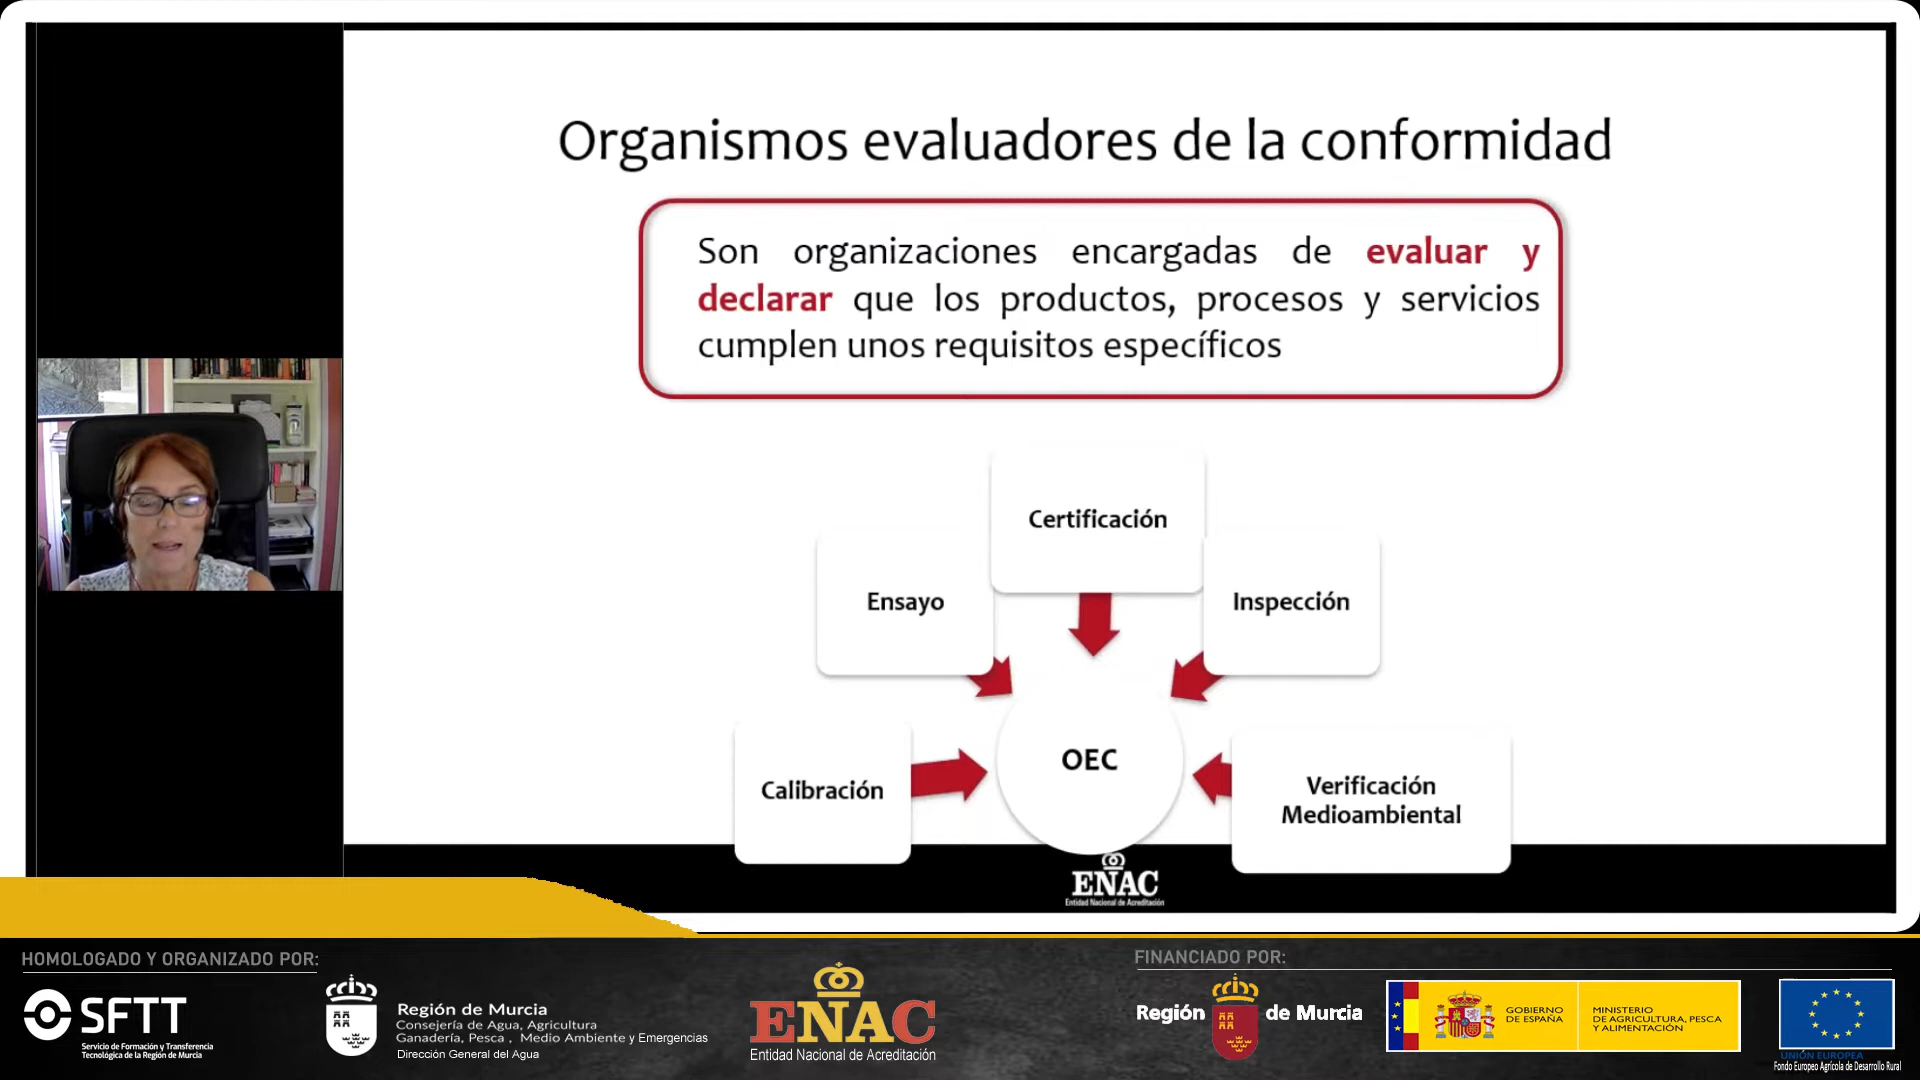 Organismos evaluadores de la conformidad
Son organizaciones encargadas de evaluar y
declarar que los productos, procesos y servicios
cumplen unos requisitos específicos
Certificación
Ensayo
Inspección
Calibración
OEC
Verificación
Medioambiental
ENAC
Entidad Nacional de Acreditación
HOMOLOGADO Y ORGANIZADO POR:
SFTT
Servicio de Formación y Transferencia
Tecnológica de la Región de Murcia
Región de Murcia
Consejería de Agua, Agricultura
Ganadería, Pesca , Medio Ambiente y Emergencias
Dirección General del Agua
ENAC
Entidad Nacional de Acreditación
FINANCIADO POR:
Región de Murcia
GOBIERNO
DE ESPAÑA
MINISTERIO
DE AGRICULTURA, PESCA
Y ALIMENTACIÓN
UNIÓN EUROPEA
Fondo Europeo Agrícola de Desarrollo Rural